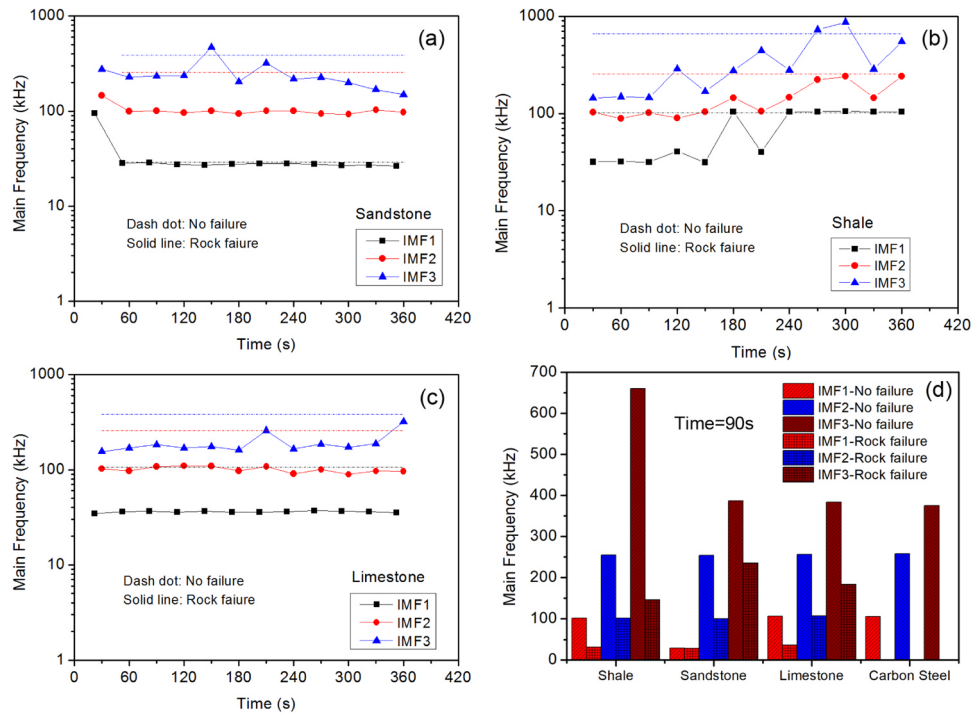 (a)
1000
100
10
1
Main Frequency (kHz)
Dash dot: No failure
Solid line: Rock faiure
Sandstone
IMF1
IMF2
IMF3
0 60 120 180 240 300 360 420
Time (s)
(b)
1000
100
10
1
Main Frequency (kHz)
Dash dot: No failure
Solid line: Rock faiure
Shale
IMF1
IMF2
IMF3
0 60 120 180 240 300 360 420
Time (s)
(c)
1000
100
10
1
Main Frequency (kHz)
Dash dot: No failure
Solid line: Rock faiure
Limestone
IMF1
IMF2
IMF3
0 60 120 180 240 300 360 420
Time (s)
(d)
700
600
500
400
300
200
100
0
Main Frequency (kHz)
Time=90s
IMF1-No failure
IMF2-No failure
IMF3-No failure
IMF1-Rock failure
IMF2-Rock failure
IMF3-Rock failure
Shale Sandstone Limestone Carbon Steel